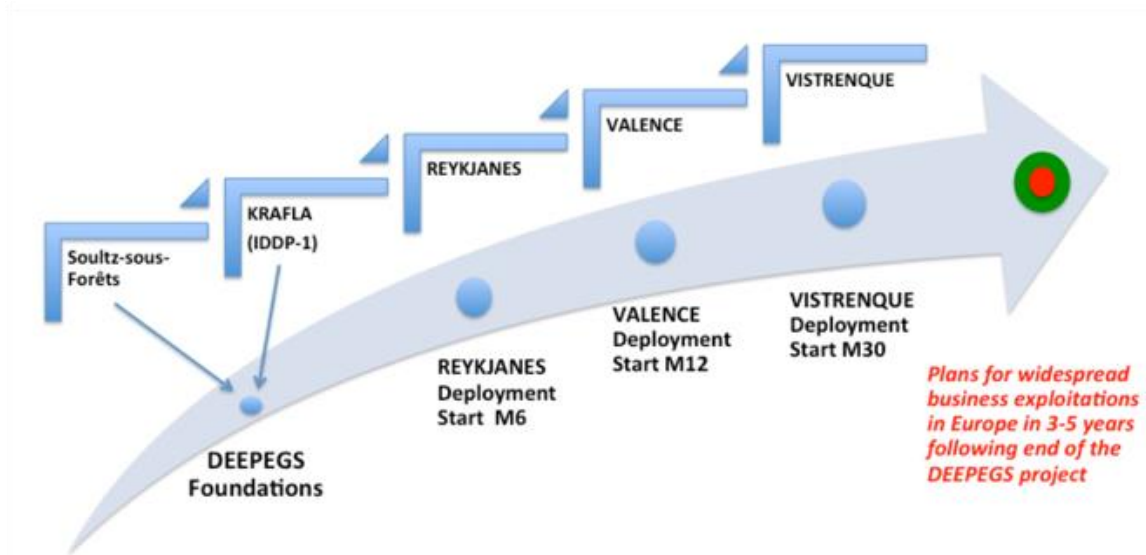 VISTRENQUE
VALENCE
REYKJANES
KRAFLA
(IDDP-1)
Soultz-sous-
Forêts
DEEPEGS
Foundations
REYKJANES
Deployment
Start M6
VALENCE
Deployment
Start M12
VISTRENQUE
Deployment
Start M30
Plans for widespread
business exploitations
in Europe in 3-5 years
following end of the
DEEPEGS project